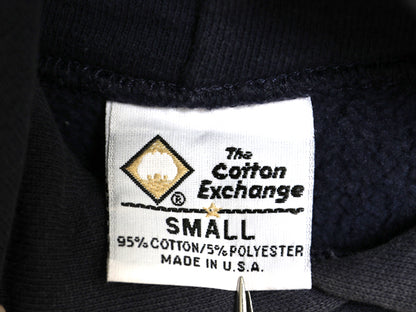 The
Cotton
Exchange
®
SMALL
95% COTTON/5% POLYESTER
MADE IN U.S.A.